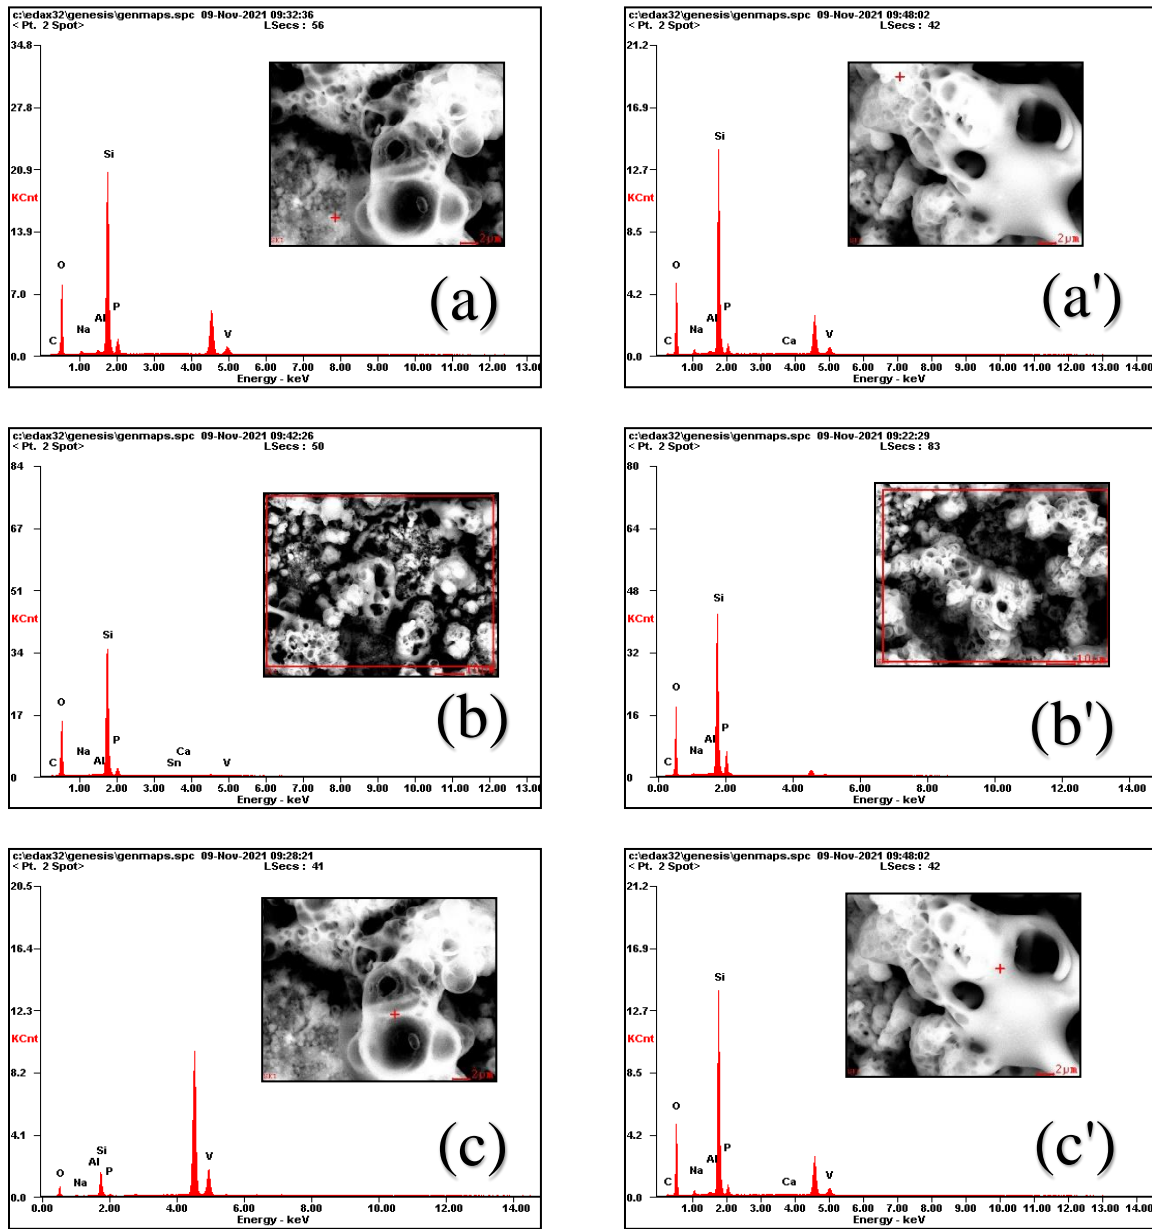 c:\edax32\genesis\genmaps.spc 09-Nov-2021 09:32:36
< Pt. 2 Spot> LSecs : 56
34.8
27.8
20.9
KCnt
13.9
7.0
0.0
C O Na Al Si P V
1.00 2.00 3.00 4.00 5.00 6.00 7.00 8.00 9.00 10.00 11.00 12.00 13.0
Energy - keV
2µm
(a)
c:\edax32\genesis\genmaps.spc 09-Nov-2021 09:48:02
< Pt. 2 Spot> LSecs : 42
21.2
16.9
12.7
KCnt
8.5
4.2
0.0
C O Na Al Si P Ca V
1.00 2.00 3.00 4.00 5.00 6.00 7.00 8.00 9.00 10.00 11.00 12.00 13.00 14.00
Energy - keV
2µm
(a')
c:\edax32\genesis\genmaps.spc 09-Nov-2021 09:42:26
< Pt. 2 Spot> LSecs : 50
84
67
51
KCnt
34
17
0
C O Na Al Si P Sn Ca V
1.00 2.00 3.00 4.00 5.00 6.00 7.00 8.00 9.00 10.00 11.00 12.00 13.00
Energy - keV
(b)
c:\edax32\genesis\genmaps.spc 09-Nov-2021 09:22:29
< Pt. 2 Spot> LSecs : 83
80
64
48
KCnt
32
16
0
C O Na Al Si P
0.00 2.00 4.00 6.00 8.00 10.00 12.00 14.00
Energy - keV
10µm
(b')
c:\edax32\genesis\genmaps.spc 09-Nov-2021 09:28:21
< Pt. 2 Spot> LSecs : 41
20.5
16.4
12.3
KCnt
8.2
4.1
0.0
O Na Al Si P V
0.00 2.00 4.00 6.00 8.00 10.00 12.00 14.00
Energy - keV
2µm
(c)
c:\edax32\genesis\genmaps.spc 09-Nov-2021 09:48:02
< Pt. 2 Spot> LSecs : 42
21.2
16.9
12.7
KCnt
8.5
4.2
0.0
C O Na Al Si P Ca V
1.00 2.00 3.00 4.00 5.00 6.00 7.00 8.00 9.00 10.00 11.00 12.00 13.00 14.00
Energy - keV
2µm
(c')